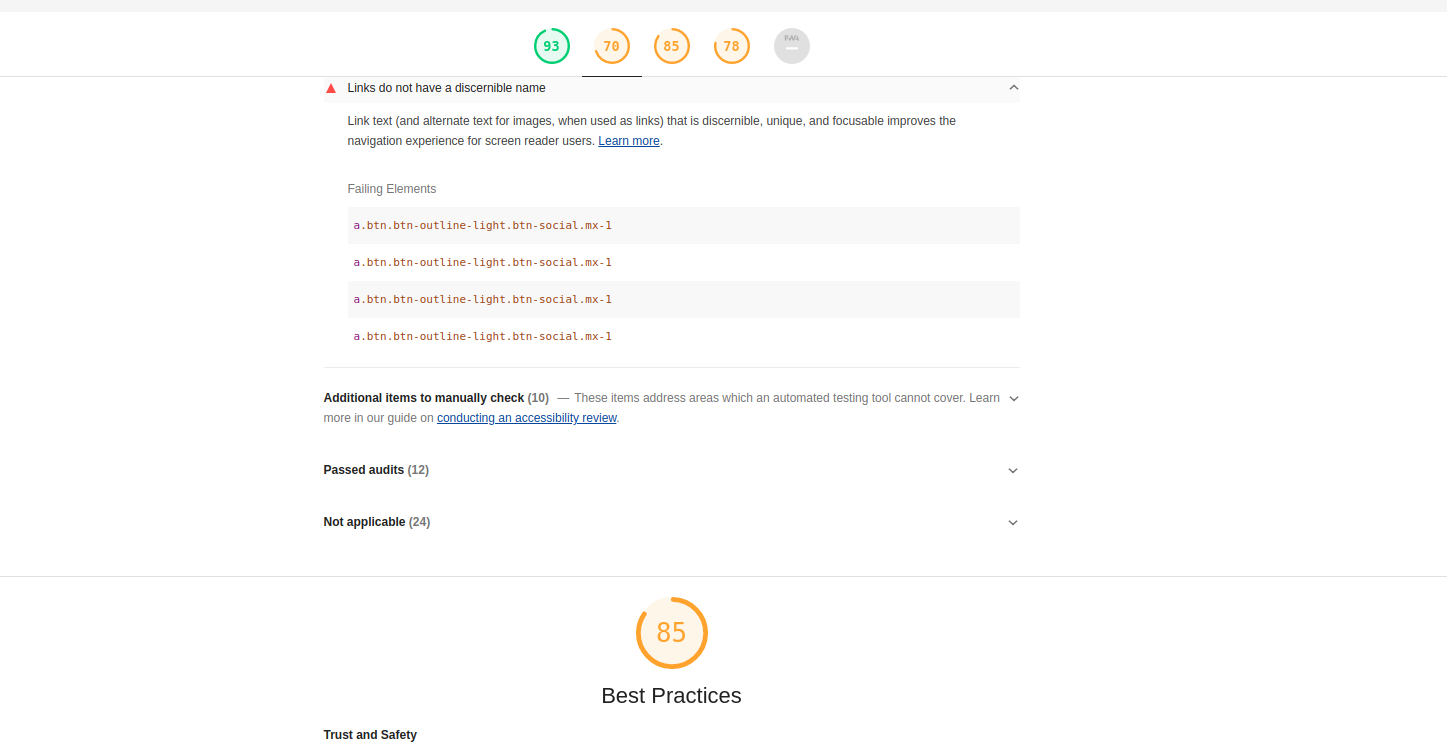 93 70 85 78 PWA
Links do not have a discernible name
Link text (and alternate text for images, when used as links) that is discernible, unique, and focusable improves the
navigation experience for screen reader users. Learn more.
Failing Elements
a.btn.btn-outline-light.btn-social.mx-1
a.btn.btn-outline-light.btn-social.mx-1
a.btn.btn-outline-light.btn-social.mx-1
a.btn.btn-outline-light.btn-social.mx-1
Additional items to manually check (10) — These items address areas which an automated testing tool cannot cover. Learn
more in our guide on conducting an accessibility review.
Passed audits (12)
Not applicable (24)
85
Best Practices
Trust and Safety